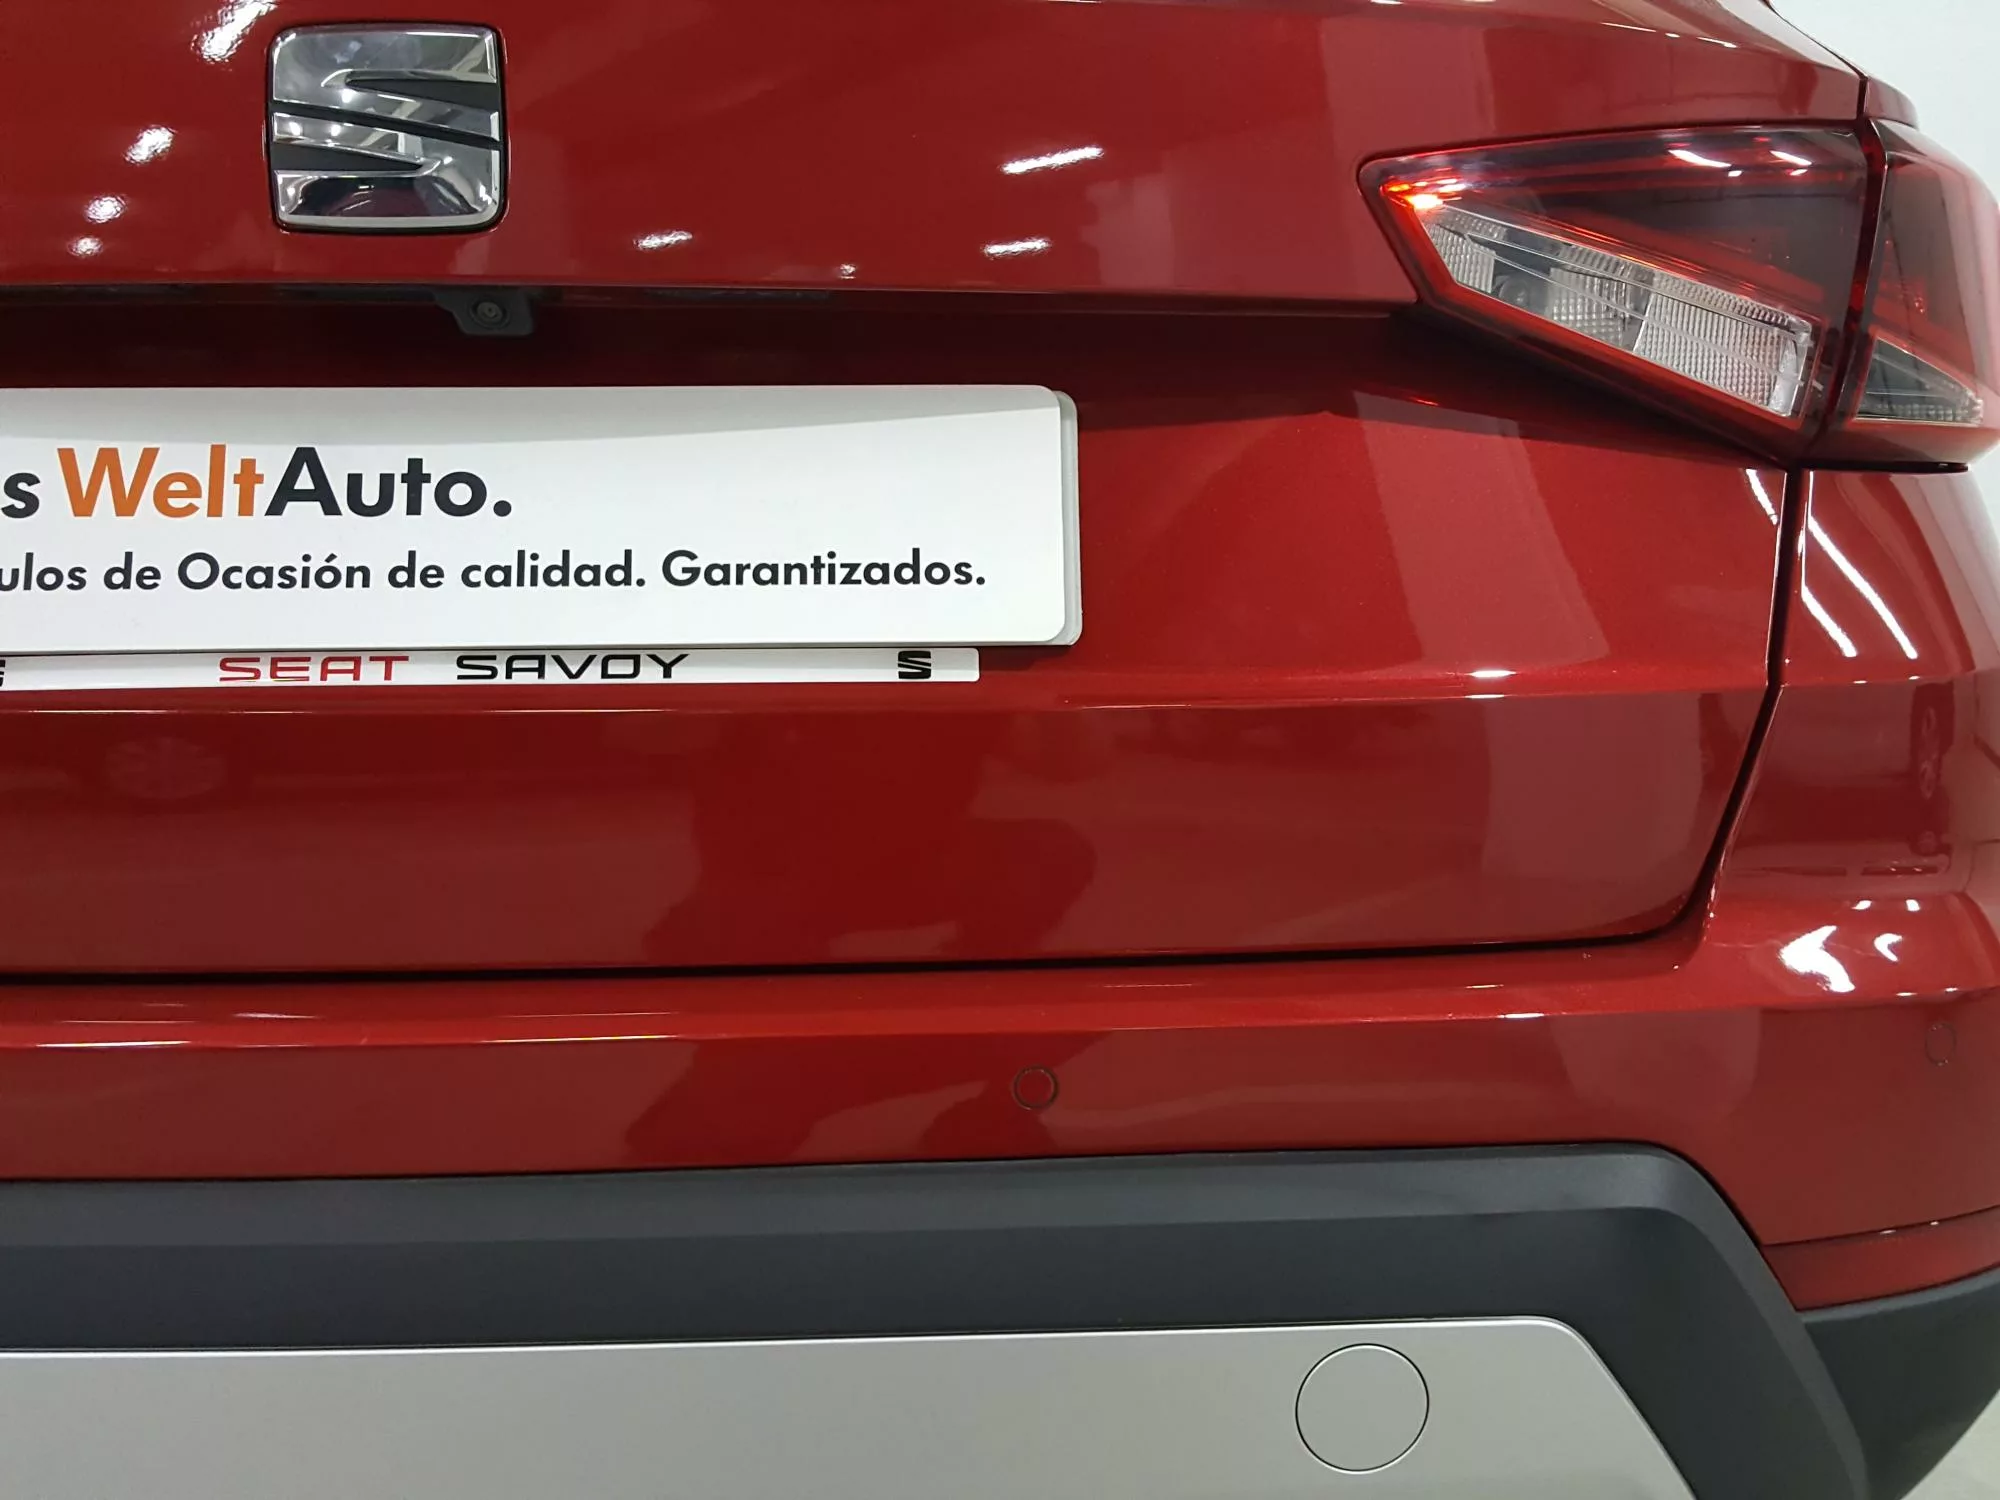 s WeltAuto.
ulos de Ocasión de calidad. Garantizados.
SEAT SAVOY